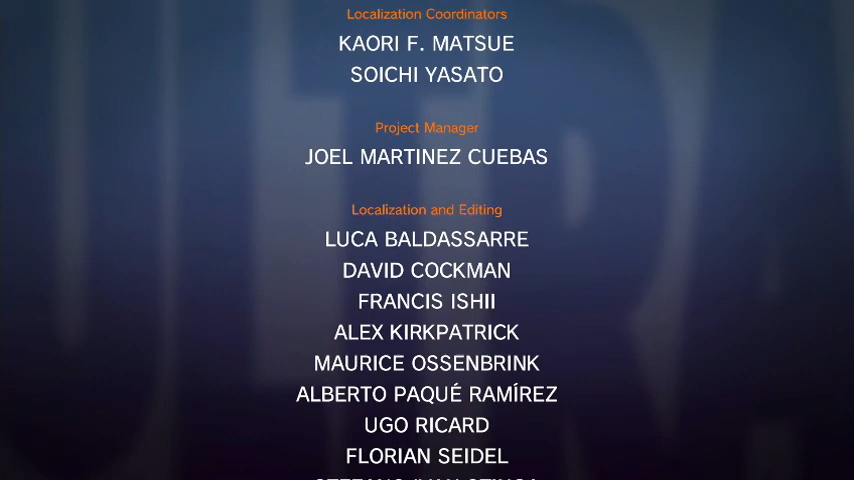 Localization Coordinators
KAORI F. MATSUE
SOICHI YASATO
Project Manager
JOEL MARTINEZ CUEBAS
Localization and Editing
LUCA BALDASSARRE
DAVID COCKMAN
FRANCIS ISHII
ALEX KIRKPATRICK
MAURICE OSSENBRINK
ALBERTO PAQUÉ RAMÍREZ
UGO RICARD
FLORIAN SEIDEL